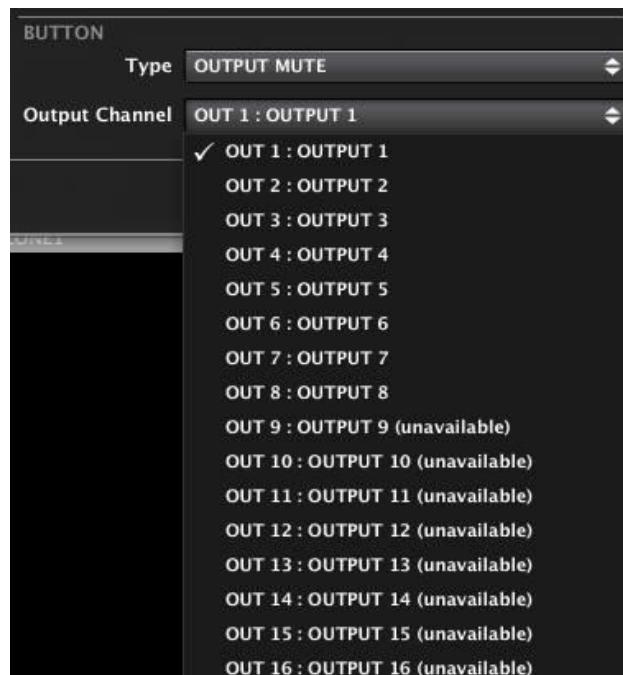 BUTTON
Type OUTPUT MUTE
Output Channel OUT 1 : OUTPUT 1
✓ OUT 1 : OUTPUT 1
OUT 2 : OUTPUT 2
OUT 3 : OUTPUT 3
OUT 4 : OUTPUT 4
OUT 5 : OUTPUT 5
OUT 6 : OUTPUT 6
OUT 7 : OUTPUT 7
OUT 8 : OUTPUT 8
OUT 9 : OUTPUT 9 (unavailable)
OUT 10 : OUTPUT 10 (unavailable)
OUT 11 : OUTPUT 11 (unavailable)
OUT 12 : OUTPUT 12 (unavailable)
OUT 13 : OUTPUT 13 (unavailable)
OUT 14 : OUTPUT 14 (unavailable)
OUT 15 : OUTPUT 15 (unavailable)
OUT 16 : OUTPUT 16 (unavailable)